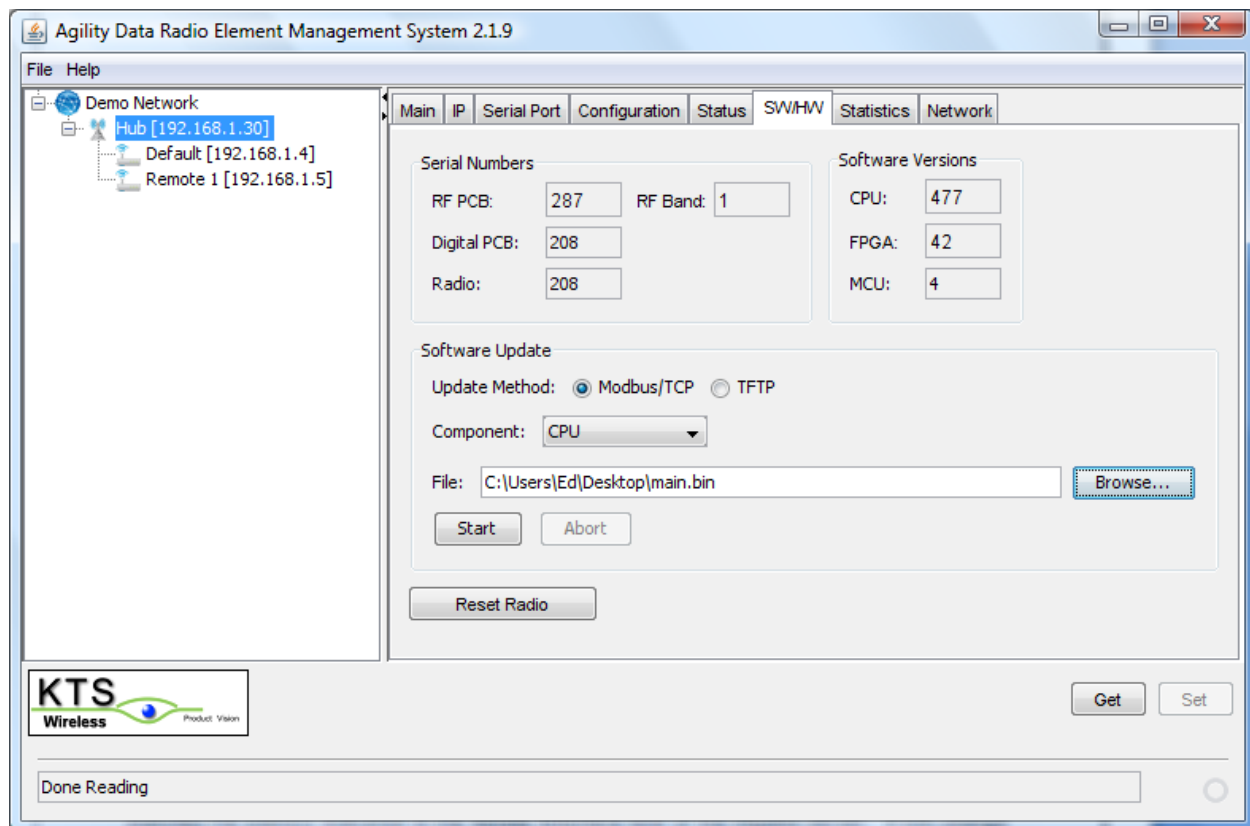 Agility Data Radio Element Management System 2.1.9
File Help
Demo Network
Hub [192.168.1.30]
Default [192.168.1.4]
Remote 1 [192.168.1.5]
Main IP Serial Port Configuration Status SW/HW Statistics Network
Serial Numbers
RF PCB: 287 RF Band: 1
Digital PCB: 208
Radio: 208
Software Versions
CPU: 477
FPGA: 42
MCU: 4
Software Update
Update Method: Modbus/TCP TFTP
Component: CPU
File: C:\Users\Ed\Desktop\main.bin Browse...
Start Abort
Reset Radio
KTS
Wireless Product Vision
Get Set
Done Reading